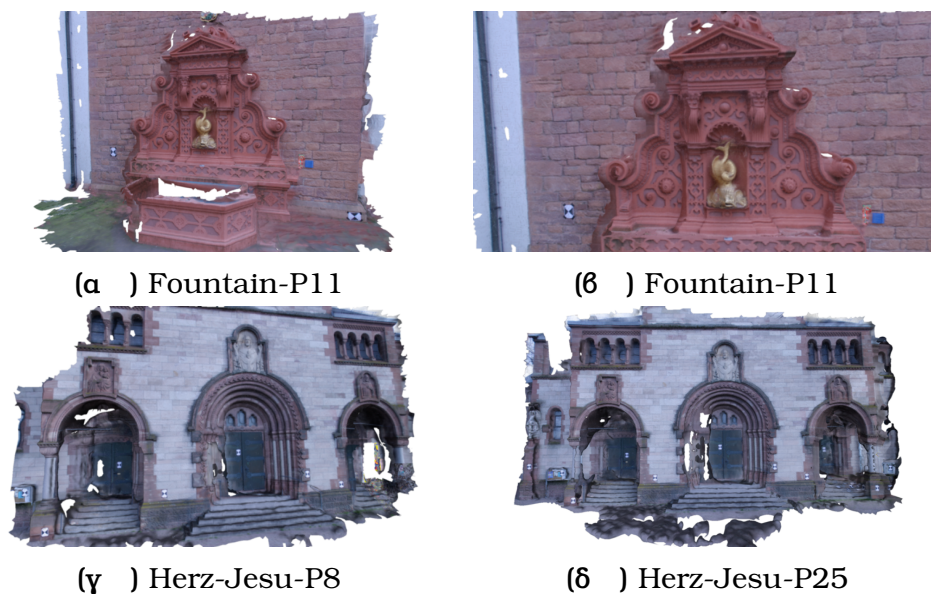 (α ) Fountain-P11
(β ) Fountain-P11
(γ ) Herz-Jesu-P8
(δ ) Herz-Jesu-P25